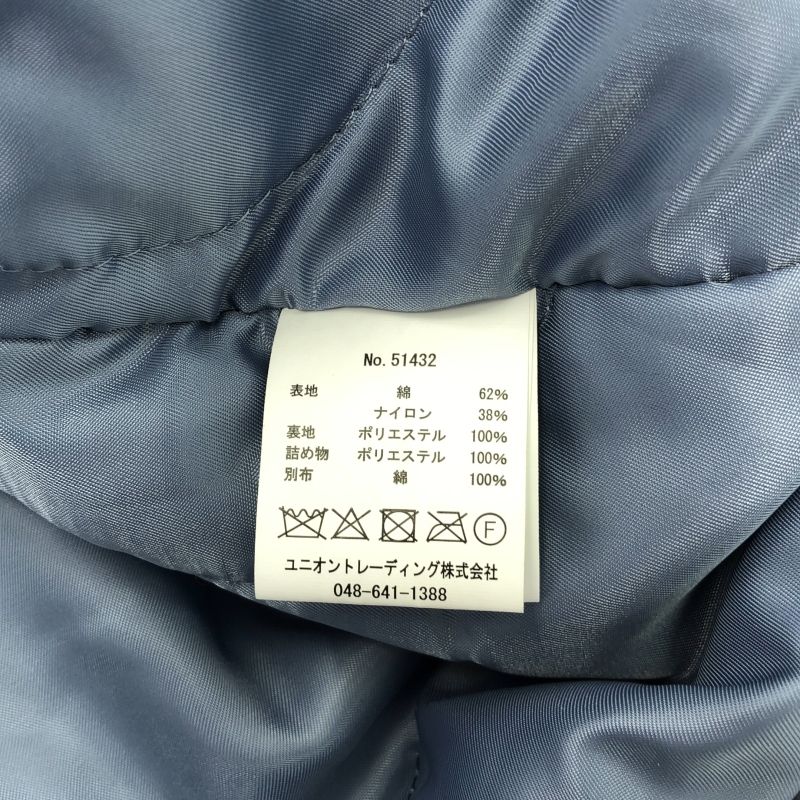 No. 51432
表地 綿 62%
ナイロン 38%
裏地 ポリエステル 100%
詰め物 ポリエステル 100%
別布 綿 100%
F
ユニオントレーディング株式会社
048-641-1388